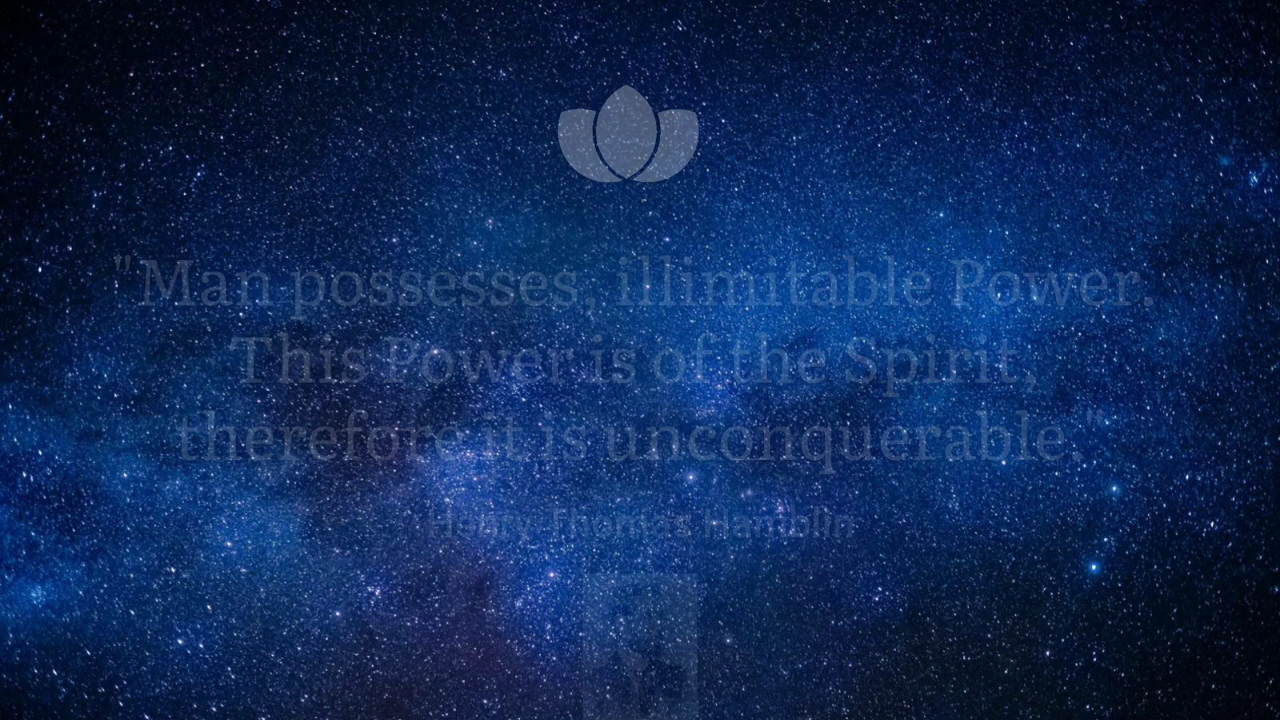 "Man possesses, illimitable Power.
This Power is of the Spirit,
therefore it is unconquerable."
Henry Thomas Hamblin